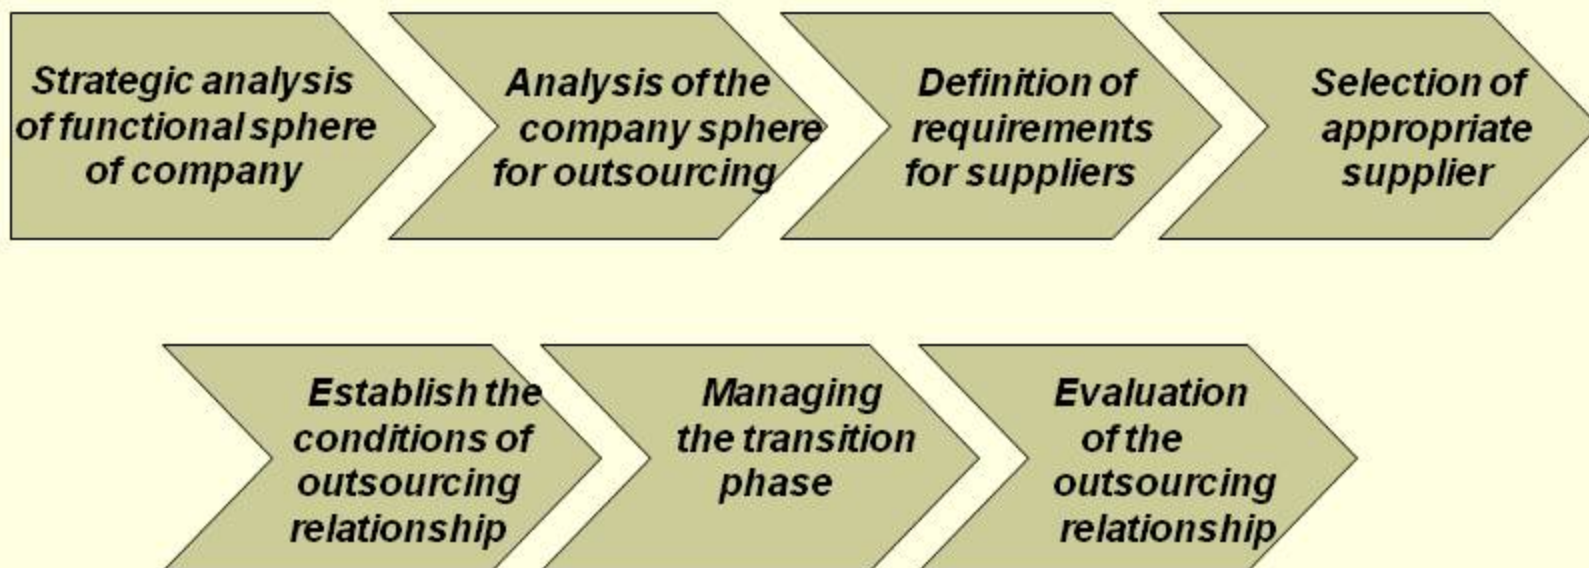 Strategic analysis
of functional sphere
of company
Analysis of the
company sphere
for outsourcing
Definition of
requirements
for suppliers
Selection of
appropriate
supplier
Establish the
conditions of
outsourcing
relationship
Managing
the transition
phase
Evaluation
of the
outsourcing
relationship